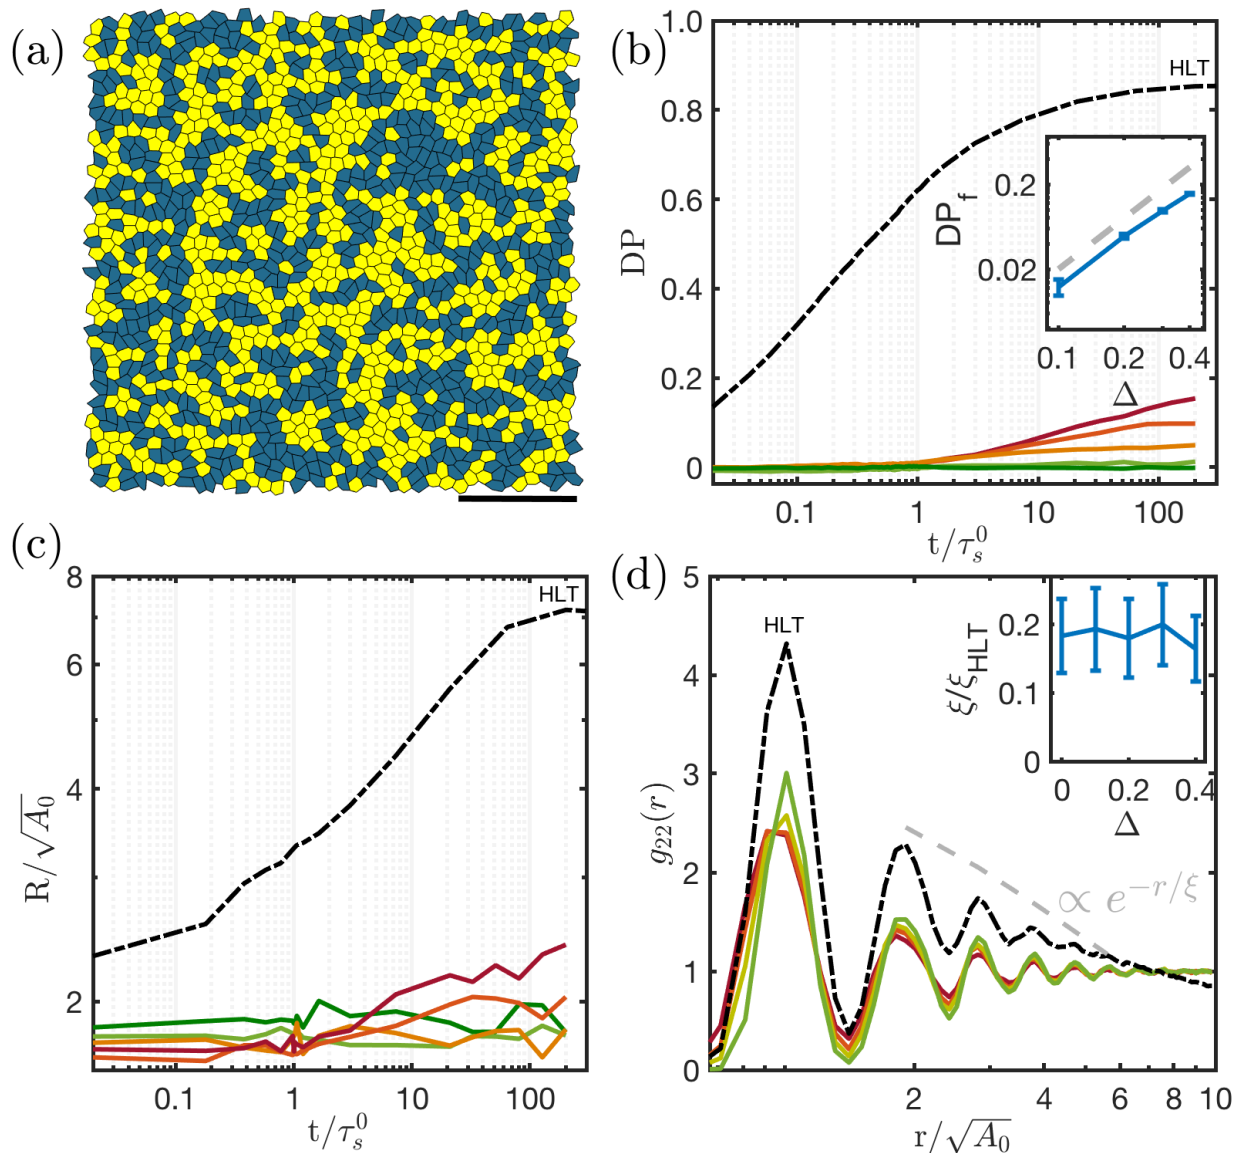 (a)
(b)
1.0
0.8
0.6
0.4
0.2
0
DP
HLT
DP_f
0.2
0.02
0.1
0.2
0.4
Δ
0.1
1
10
100
t/τ_s^0
(c)
8
6
4
2
R/√A_0
HLT
0.1
1
10
100
t/τ_s^0
(d)
5
4
3
2
1
0
g_22(r)
HLT
∝ e^{-r/ξ}
ξ/ξ_HLT
0.2
0.1
0
0
0.2
0.4
Δ
2
4
6
8
10
r/√A_0